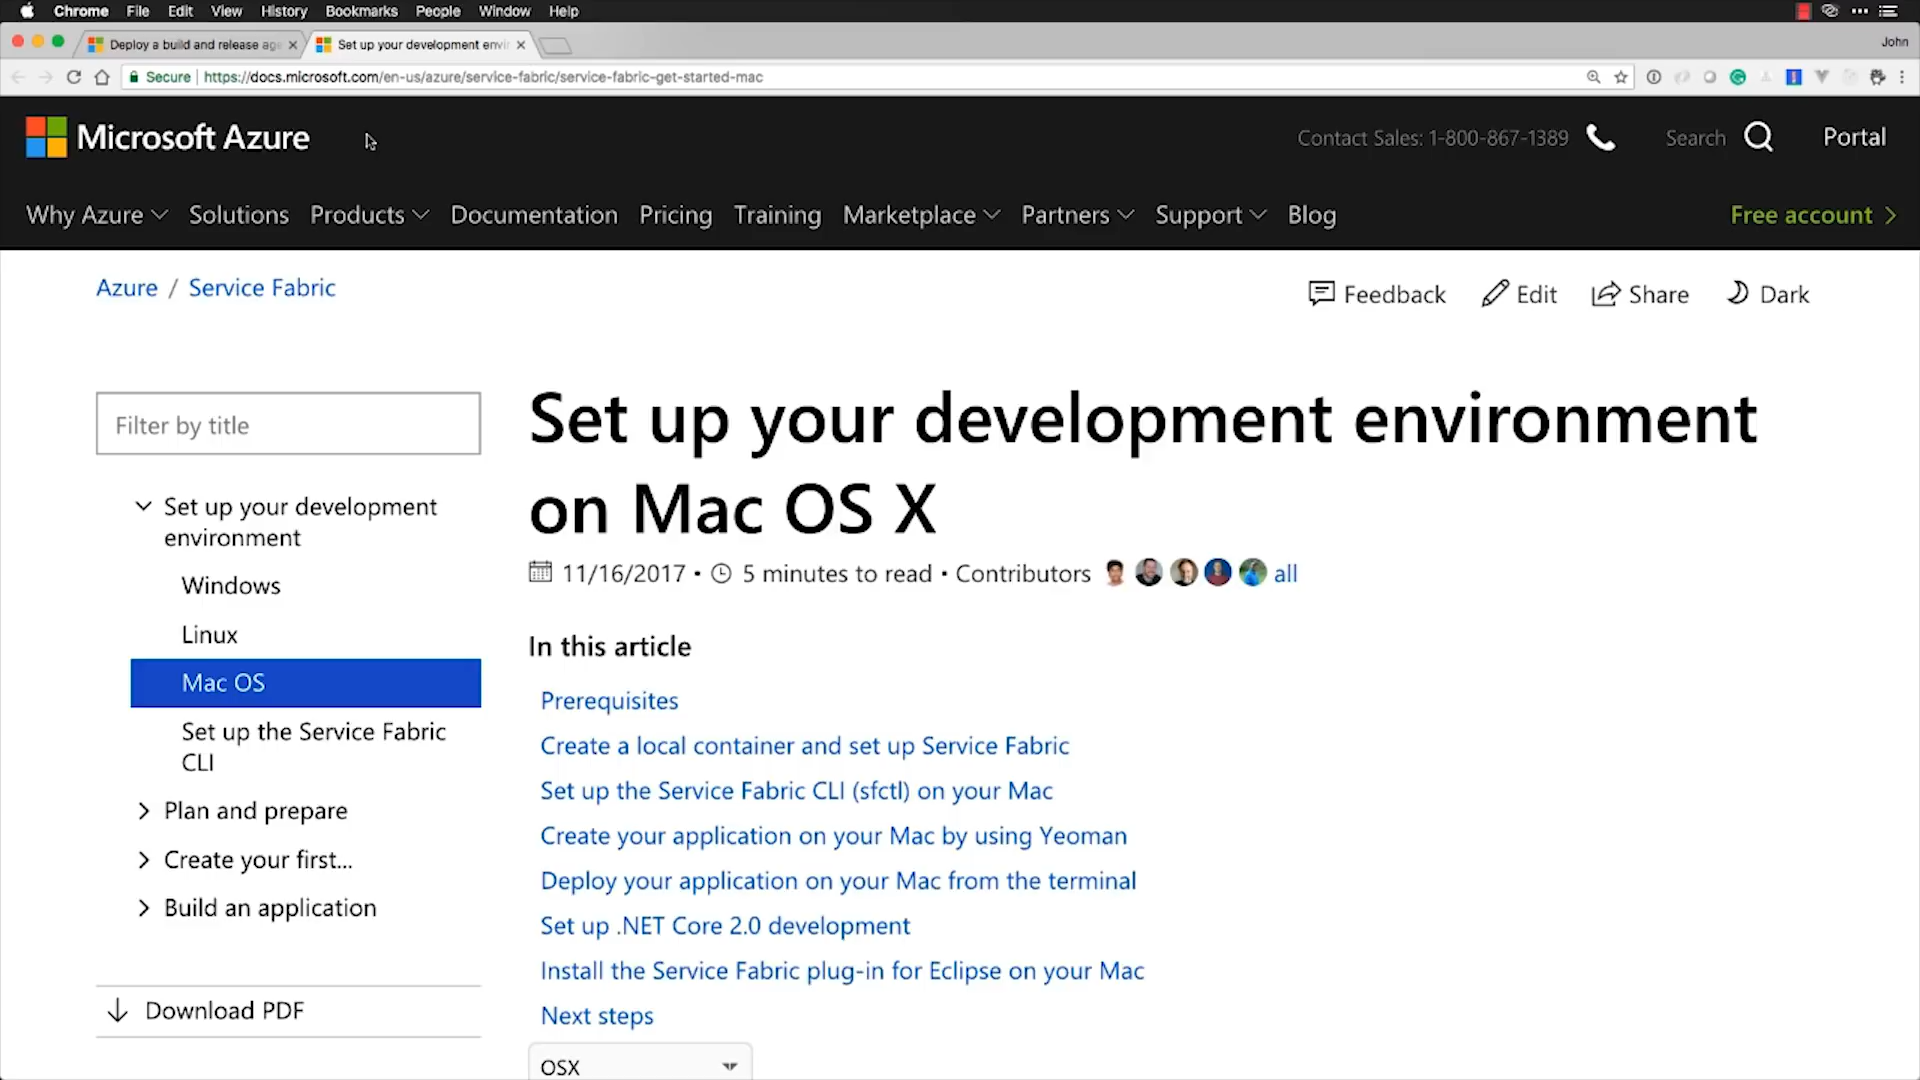 Chrome File Edit View History Bookmarks People Window Help
Deploy a build and release age
Set up your development envir
John
Secure https://docs.microsoft.com/en-us/azure/service-fabric/service-fabric-get-started-mac
Microsoft Azure
Contact Sales: 1-800-867-1389
Search
Portal
Why Azure Solutions Products Documentation Pricing Training Marketplace Partners Support Blog
Free account
Azure / Service Fabric
Feedback Edit Share Dark
Filter by title
Set up your development
environment
Windows
Linux
Mac OS
Set up the Service Fabric
CLI
Plan and prepare
Create your first...
Build an application
Download PDF
Set up your development environment
on Mac OS X
11/16/2017 • 5 minutes to read • Contributors all
In this article
Prerequisites
Create a local container and set up Service Fabric
Set up the Service Fabric CLI (sfctl) on your Mac
Create your application on your Mac by using Yeoman
Deploy your application on your Mac from the terminal
Set up .NET Core 2.0 development
Install the Service Fabric plug-in for Eclipse on your Mac
Next steps
OSX